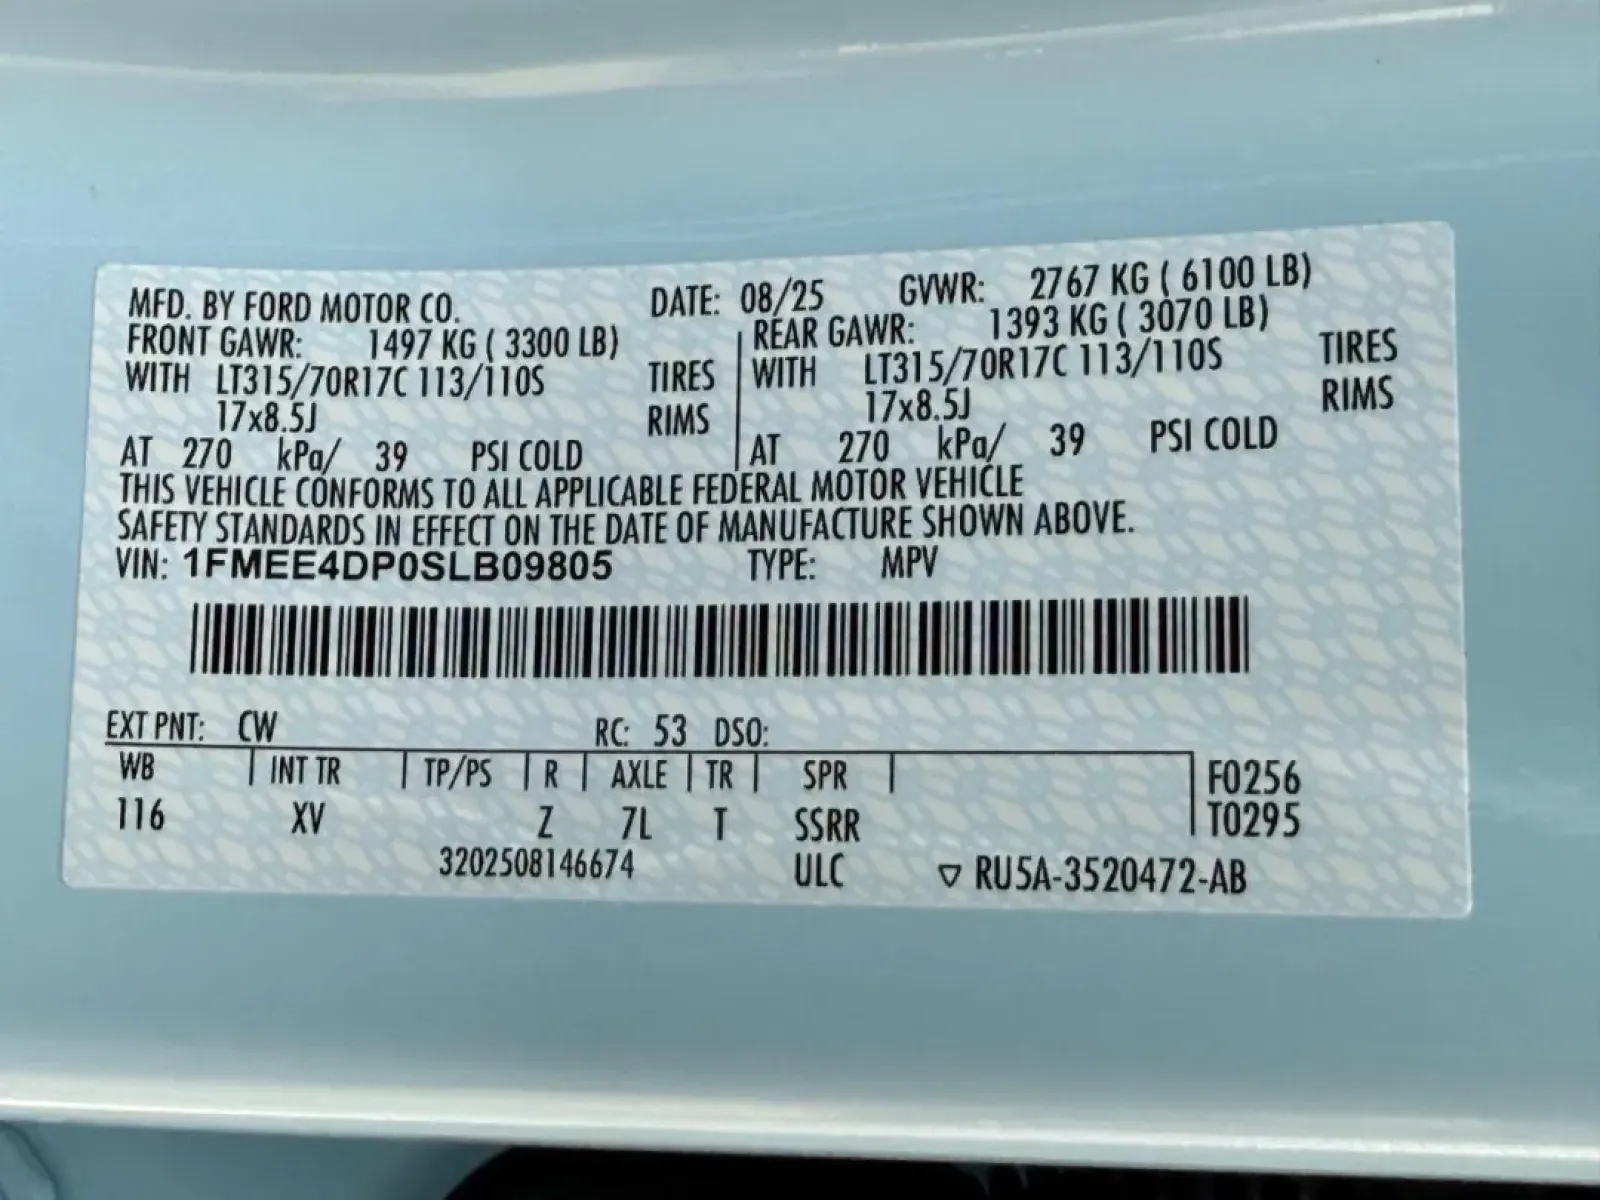 MFD. BY FORD MOTOR CO. DATE: 08/25 GVWR: 2767 KG ( 6100 LB)
FRONT GAWR: 1497 KG ( 3300 LB) REAR GAWR: 1393 KG ( 3070 LB)
WITH LT315/70R17C 113/110S TIRES WITH LT315/70R17C 113/110S TIRES
17x8.5J RIMS 17x8.5J RIMS
AT 270 kPa/ 39 PSI COLD AT 270 kPa/ 39 PSI COLD
THIS VEHICLE CONFORMS TO ALL APPLICABLE FEDERAL MOTOR VEHICLE
SAFETY STANDARDS IN EFFECT ON THE DATE OF MANUFACTURE SHOWN ABOVE.
VIN: 1FMEE4DP0SLB09805 TYPE: MPV
EXT PNT: CW RC: 53 DSO:
WB INT TR TP/PS R AXLE TR SPR F0256
116 XV Z 7L T SSRR T0295
3202508146674 ULC ▽ RU5A-3520472-AB